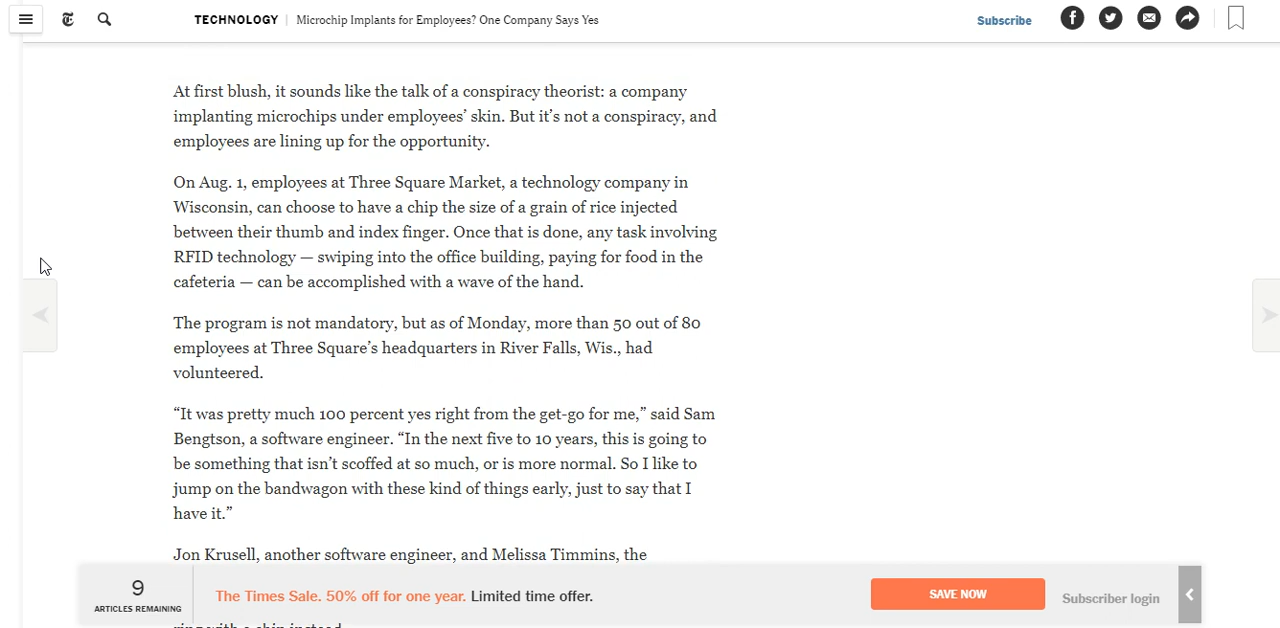 TECHNOLOGY | Microchip Implants for Employees? One Company Says Yes
Subscribe
At first blush, it sounds like the talk of a conspiracy theorist: a company
implanting microchips under employees’ skin. But it’s not a conspiracy, and
employees are lining up for the opportunity.
On Aug. 1, employees at Three Square Market, a technology company in
Wisconsin, can choose to have a chip the size of a grain of rice injected
between their thumb and index finger. Once that is done, any task involving
RFID technology — swiping into the office building, paying for food in the
cafeteria — can be accomplished with a wave of the hand.
The program is not mandatory, but as of Monday, more than 50 out of 80
employees at Three Square’s headquarters in River Falls, Wis., had
volunteered.
“It was pretty much 100 percent yes right from the get-go for me,” said Sam
Bengtson, a software engineer. “In the next five to 10 years, this is going to
be something that isn’t scoffed at so much, or is more normal. So I like to
jump on the bandwagon with these kind of things early, just to say that I
have it.”
Jon Krusell, another software engineer, and Melissa Timmins, the
9
ARTICLES REMAINING
The Times Sale. 50% off for one year. Limited time offer.
SAVE NOW
Subscriber login
ring with a chip instead.